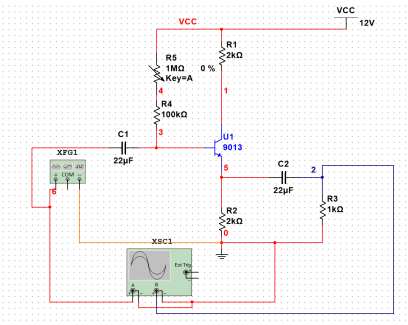 VCC
VCC
12V
R1
2kΩ
R5
1MΩ
Key=A
0 %
4
1
R4
100kΩ
3
U1
9013
C1
22µF
XFG1
COM
6
5
C2
22µF
2
R3
1kΩ
R2
2kΩ
0
XSC1
Ext Trig
A
B